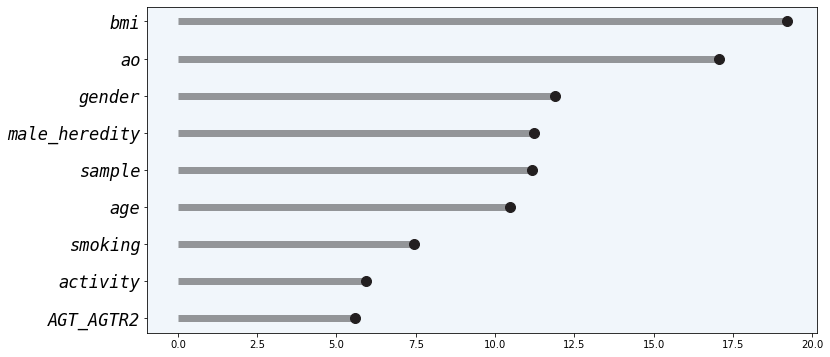 bmi
ao
gender
male_heredity
sample
age
smoking
activity
AGT_AGTR2
0.0 2.5 5.0 7.5 10.0 12.5 15.0 17.5 20.0